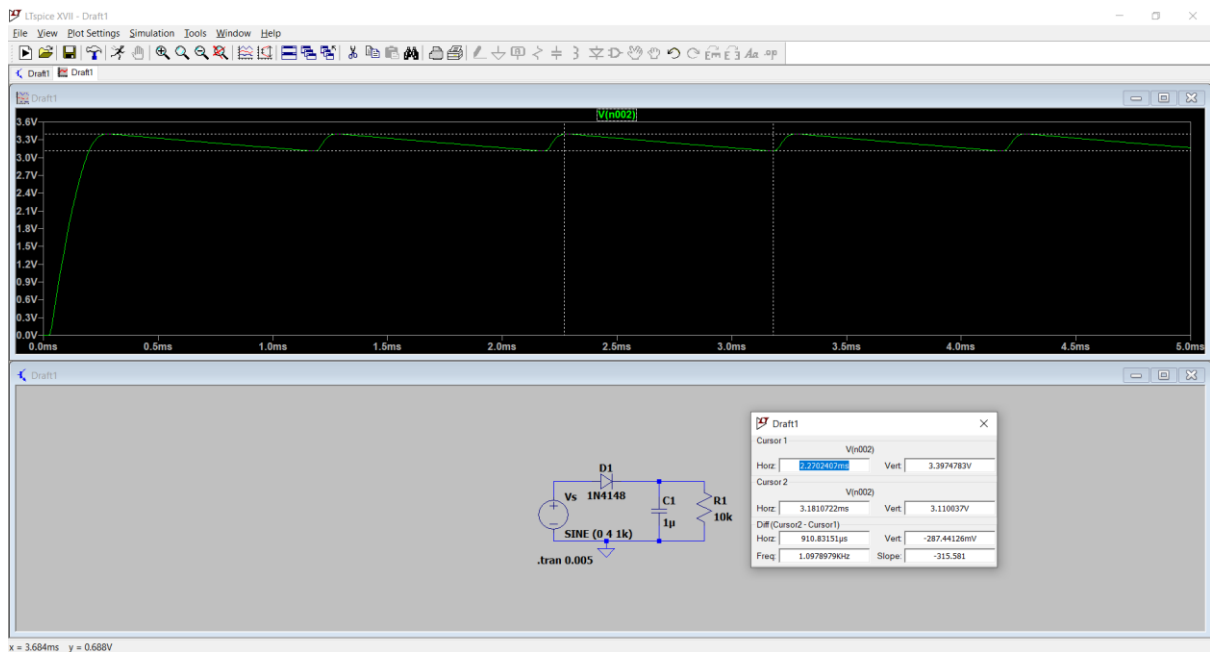 LTspice XVII - Draft1
File View Plot Settings Simulation Tools Window Help
Draft1 Draft1
Draft1
V(n002)
3.6V
3.3V
3.0V
2.7V
2.4V
2.1V
1.8V
1.5V
1.2V
0.9V
0.6V
0.3V
0.0V
0.0ms 0.5ms 1.0ms 1.5ms 2.0ms 2.5ms 3.0ms 3.5ms 4.0ms 4.5ms 5.0ms
Draft1
D1
Vs 1N4148
C1
1µ
R1
10k
SINE (0 4 1k)
.tran 0.005
Draft1
Cursor 1
V(n002)
Horz: 2.2702407ms Vert: 3.3974783V
Cursor 2
V(n002)
Horz: 3.1810722ms Vert: 3.110037V
Diff (Cursor2 - Cursor1)
Horz: 910.83151µs Vert: -287.44126mV
Freq: 1.0978979KHz Slope: -315.581
x = 3.684ms y = 0.688V